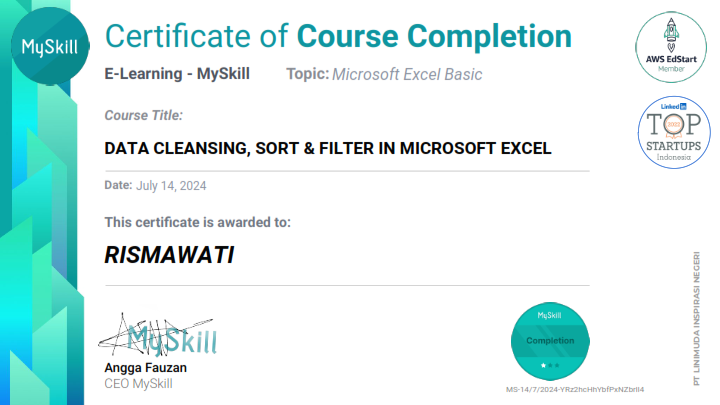 MySkill
Certificate of Course Completion
E-Learning - MySkill Topic: Microsoft Excel Basic
Course Title:
DATA CLEANSING, SORT & FILTER IN MICROSOFT EXCEL
Date: July 14, 2024
This certificate is awarded to:
RISMAWATI
MySkill
Angga Fauzan
CEO MySkill
MySkill
Completion
MS-14/7/2024-YRz2hcHhYbfPxNZbrIl4
AWS EdStart
Member
LinkedIn
TOP
2022
STARTUPS
Indonesia
PT LINIMUDA INSPIRASI NEGERI